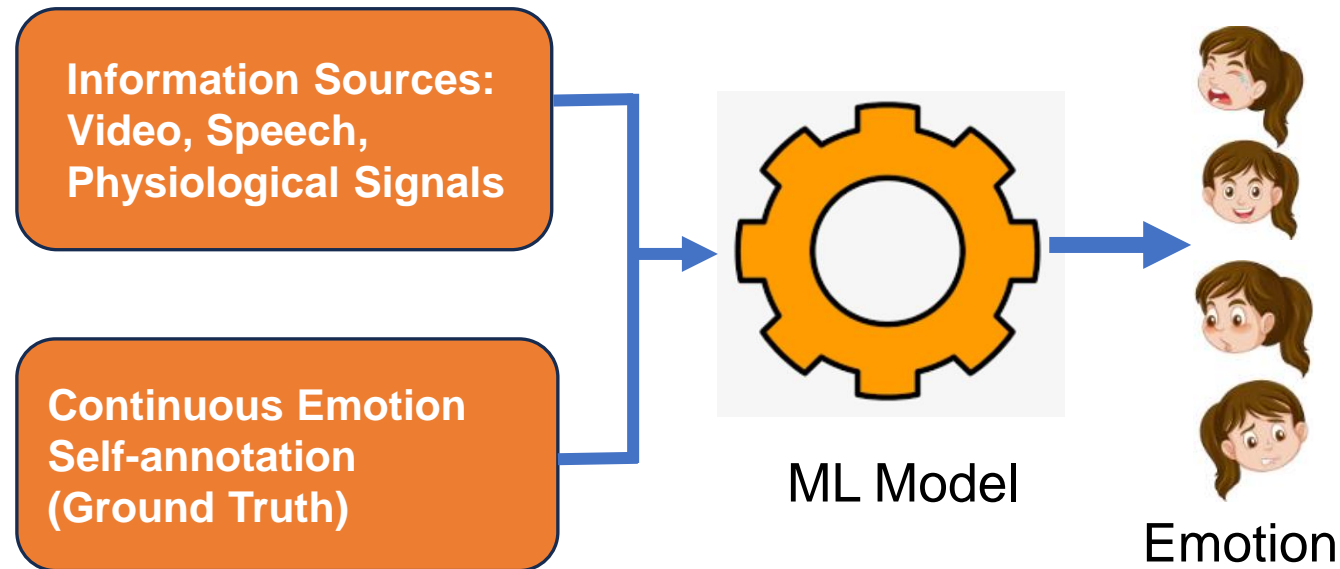 Information Sources:
Video, Speech,
Physiological Signals
Continuous Emotion
Self-annotation
(Ground Truth)
ML Model
Emotion